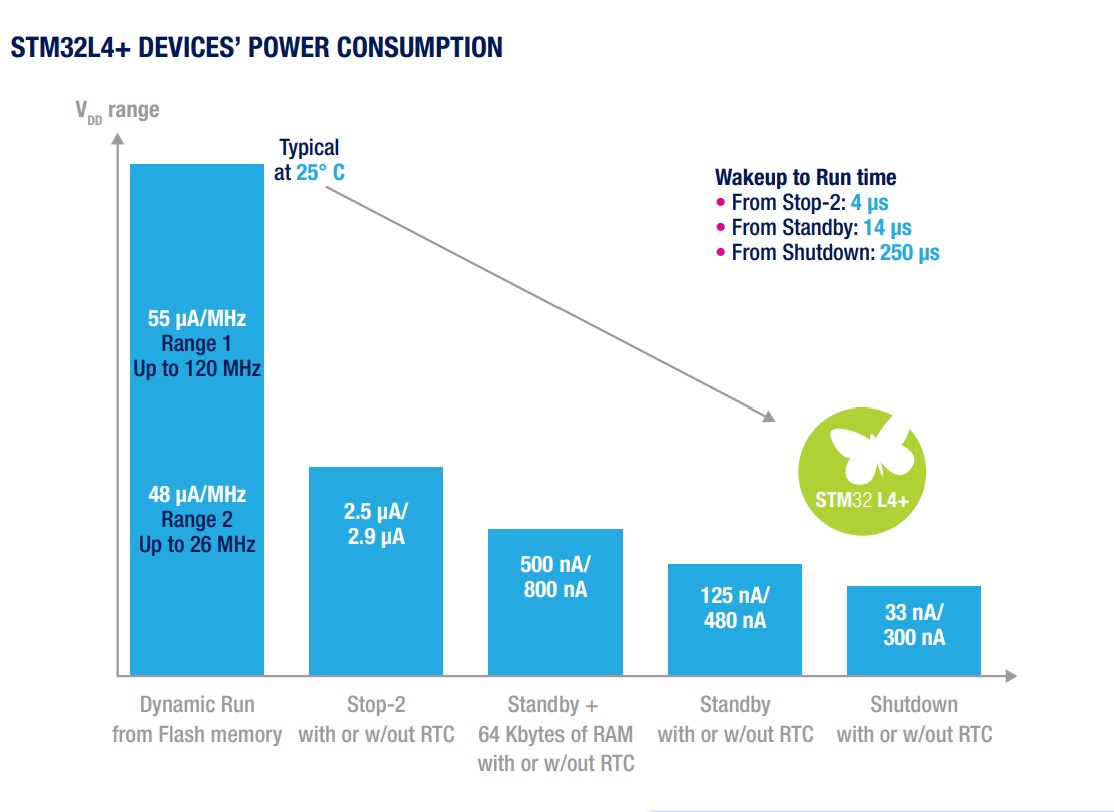 STM32L4+ DEVICES' POWER CONSUMPTION
VDD range
Typical
at 25° C
Wakeup to Run time
• From Stop-2: 4 µs
• From Standby: 14 µs
• From Shutdown: 250 µs
55 µA/MHz
Range 1
Up to 120 MHz
48 µA/MHz
Range 2
Up to 26 MHz
2.5 µA/
2.9 µA
500 nA/
800 nA
125 nA/
480 nA
33 nA/
300 nA
STM32 L4+
Dynamic Run
from Flash memory
Stop-2
with or w/out RTC
Standby +
64 Kbytes of RAM
with or w/out RTC
Standby
with or w/out RTC
Shutdown
with or w/out RTC